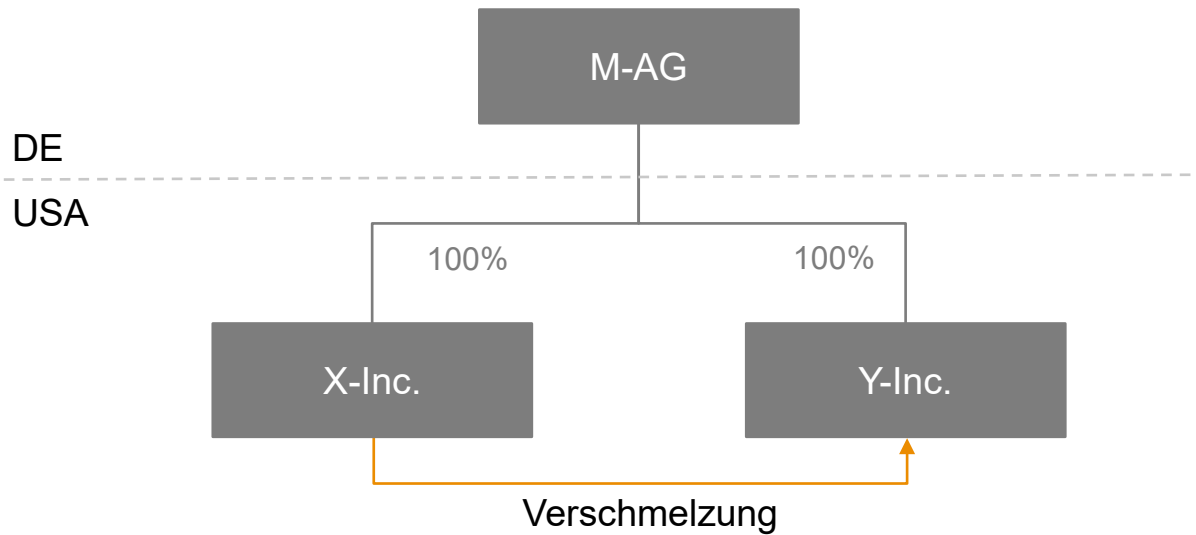 M-AG
DE
USA
100%
100%
X-Inc.
Y-Inc.
Verschmelzung